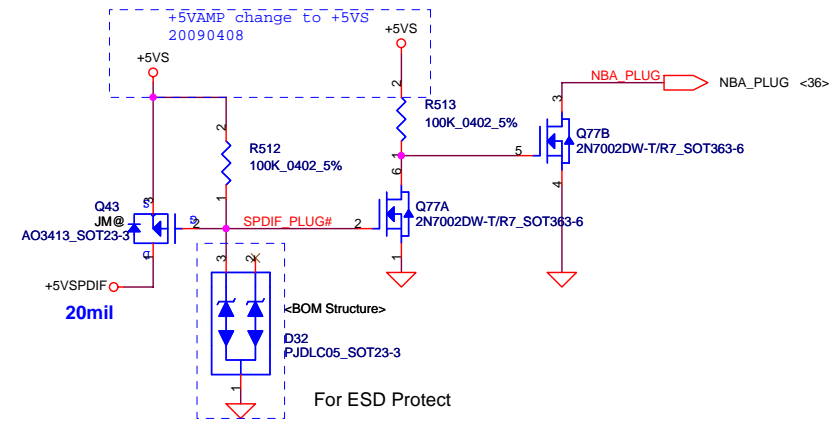 +5VAMP change to +5VS
20090408
+5VS
+5VS
NBA_PLUG
NBA_PLUG <36>
2
R513
100K_0402_5%
1
3
Q77B
2N7002DW-T/R7_SOT363-6
5
4
2
R512
100K_0402_5%
1
6
Q77A
2N7002DW-T/R7_SOT363-6
2
1
Q43
JM@
AO3413_SOT23-3
3
S
G
2
D
1
SPDIF_PLUG#
+5VSPDIF
20mil
3
2
<BOM Structure>
D32
PJDLC05_SOT23-3
1
For ESD Protect